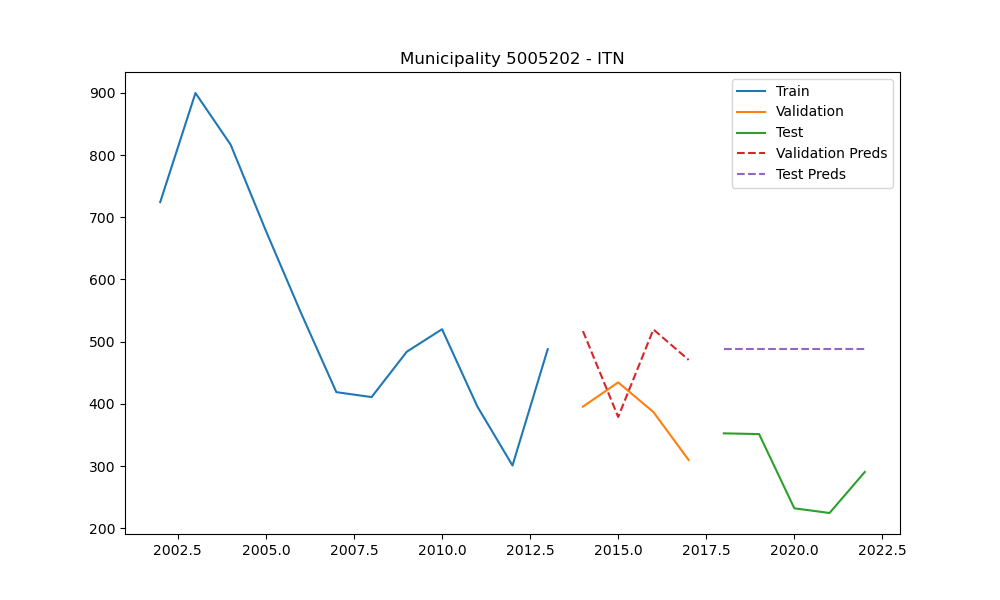 Municipality 5005202 - ITN
900
800
700
600
500
400
300
200
2002.5 2005.0 2007.5 2010.0 2012.5 2015.0 2017.5 2020.0 2022.5
Train
Validation
Test
Validation Preds
Test Preds